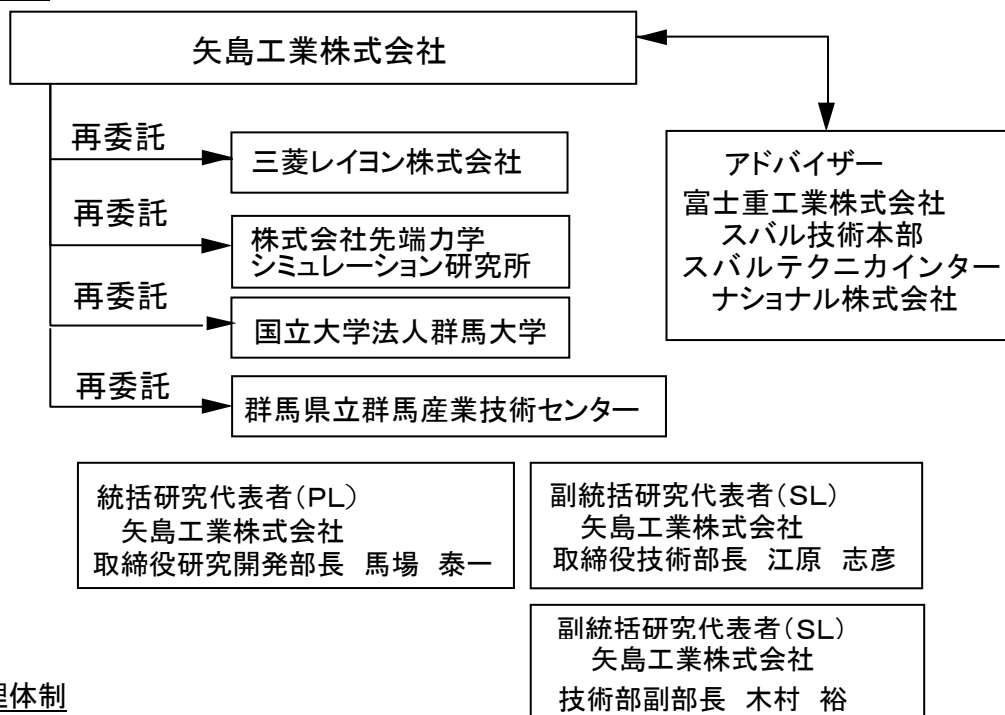 矢島工業株式会社
再委託
三菱レイヨン株式会社
再委託
株式会社先端力学
シミュレーション研究所
再委託
国立大学法人群馬大学
再委託
群馬県立群馬産業技術センター
アドバイザー
富士重工業株式会社
スバル技術本部
スバルテクニカインター
ナショナル株式会社
統括研究代表者(PL)
矢島工業株式会社
取締役研究開発部長 馬場 泰一
副統括研究代表者(SL)
矢島工業株式会社
取締役技術部長 江原 志彦
副統括研究代表者(SL)
矢島工業株式会社
技術部副部長 木村 裕
理体制